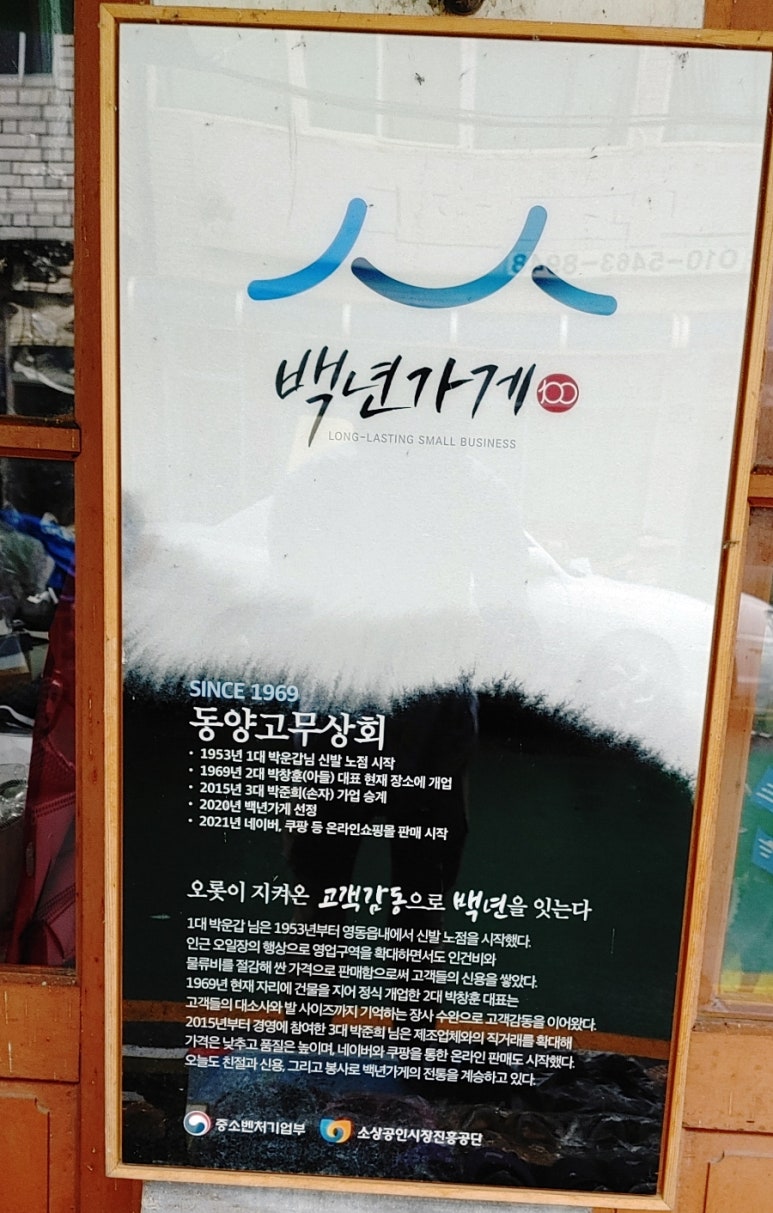 백년가게
100
LONG-LASTING SMALL BUSINESS
SINCE 1969
동양고무상회
· 1953년 1대 박운갑님 신발 노점 시작
· 1969년 2대 박창훈(아들) 대표 현재 장소에 개업
· 2015년 3대 박준희(손자) 가업 승계
· 2020년 백년가게 선정
· 2021년 네이버, 쿠팡 등 온라인쇼핑몰 판매 시작
오롯이 지켜온 고객감동으로 백년을 잇는다
1대 박운갑 님은 1953년부터 영동읍내에서 신발 노점을 시작했다.
인근 오일장의 행상으로 영업구역을 확대하면서도 인건비와
물류비를 절감해 싼 가격으로 판매함으로써 고객들의 신용을 쌓았다.
1969년 현재 자리에 건물을 지어 정식 개업한 2대 박창훈 대표는
고객들의 대소사와 발 사이즈까지 기억하는 장사 수완으로 고객감동을 이어왔다.
2015년부터 경영에 참여한 3대 박준희 님은 제조업체와의 직거래를 확대해
가격은 낮추고 품질은 높이며, 네이버와 쿠팡을 통한 온라인 판매도 시작했다.
오늘도 친절과 신용, 그리고 봉사로 백년가게의 전통을 계승하고 있다.
중소벤처기업부 소상공인시장진흥공단